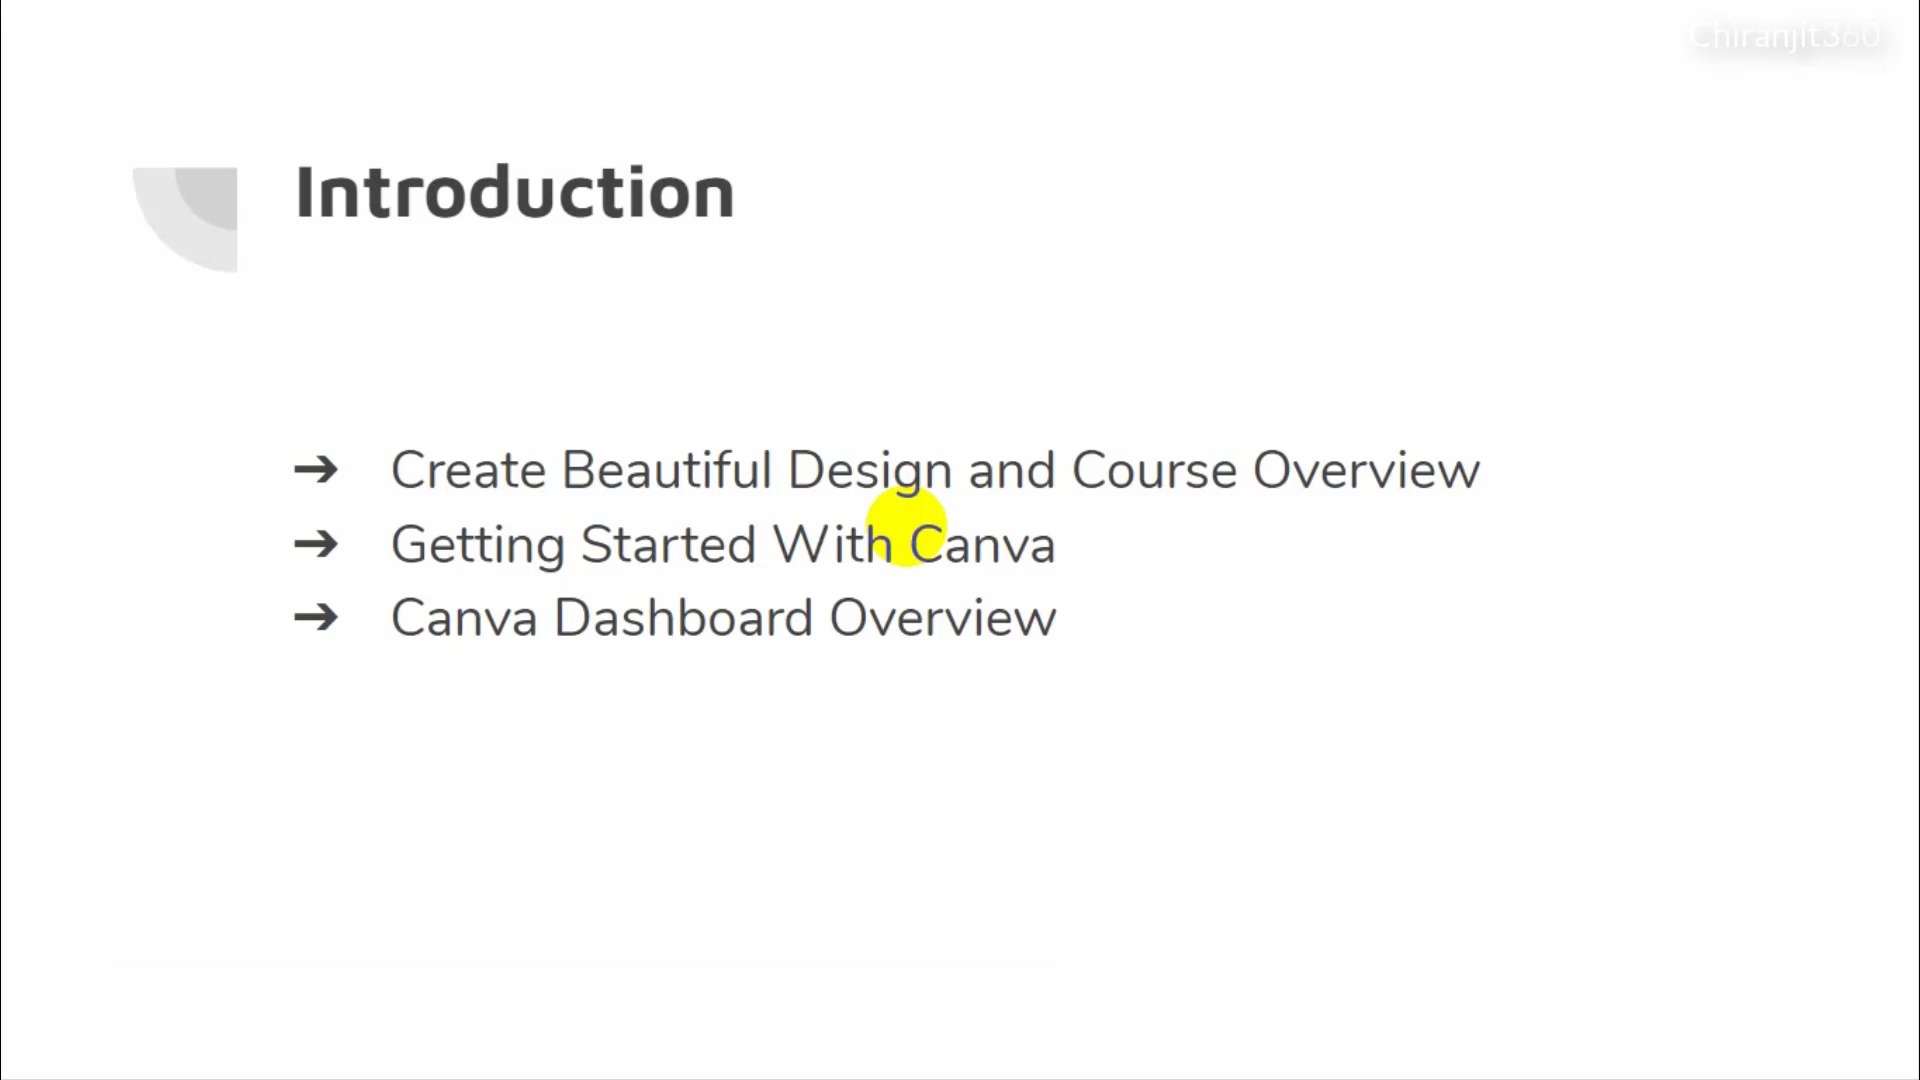 Chiranjit360
Introduction
➔ Create Beautiful Design and Course Overview
➔ Getting Started With Canva
➔ Canva Dashboard Overview